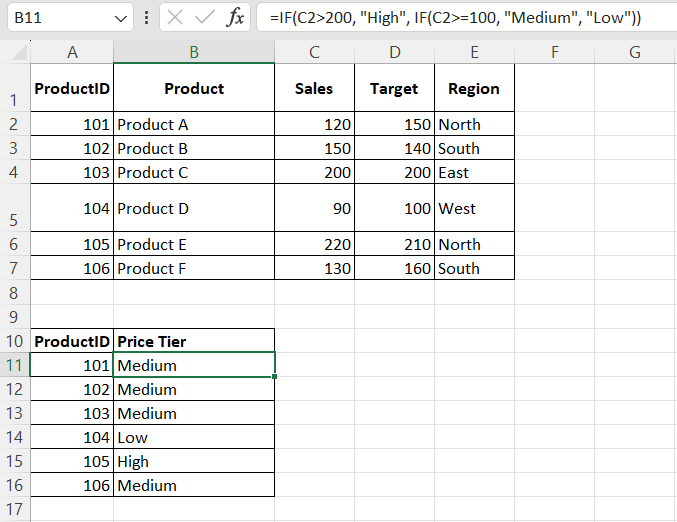 B11 fx =IF(C2>200, "High", IF(C2>=100, "Medium", "Low"))
A B C D E F G
1 ProductID Product Sales Target Region
2 101 Product A 120 150 North
3 102 Product B 150 140 South
4 103 Product C 200 200 East
5 104 Product D 90 100 West
6 105 Product E 220 210 North
7 106 Product F 130 160 South
8
9
10 ProductID Price Tier
11 101 Medium
12 102 Medium
13 103 Medium
14 104 Low
15 105 High
16 106 Medium
17